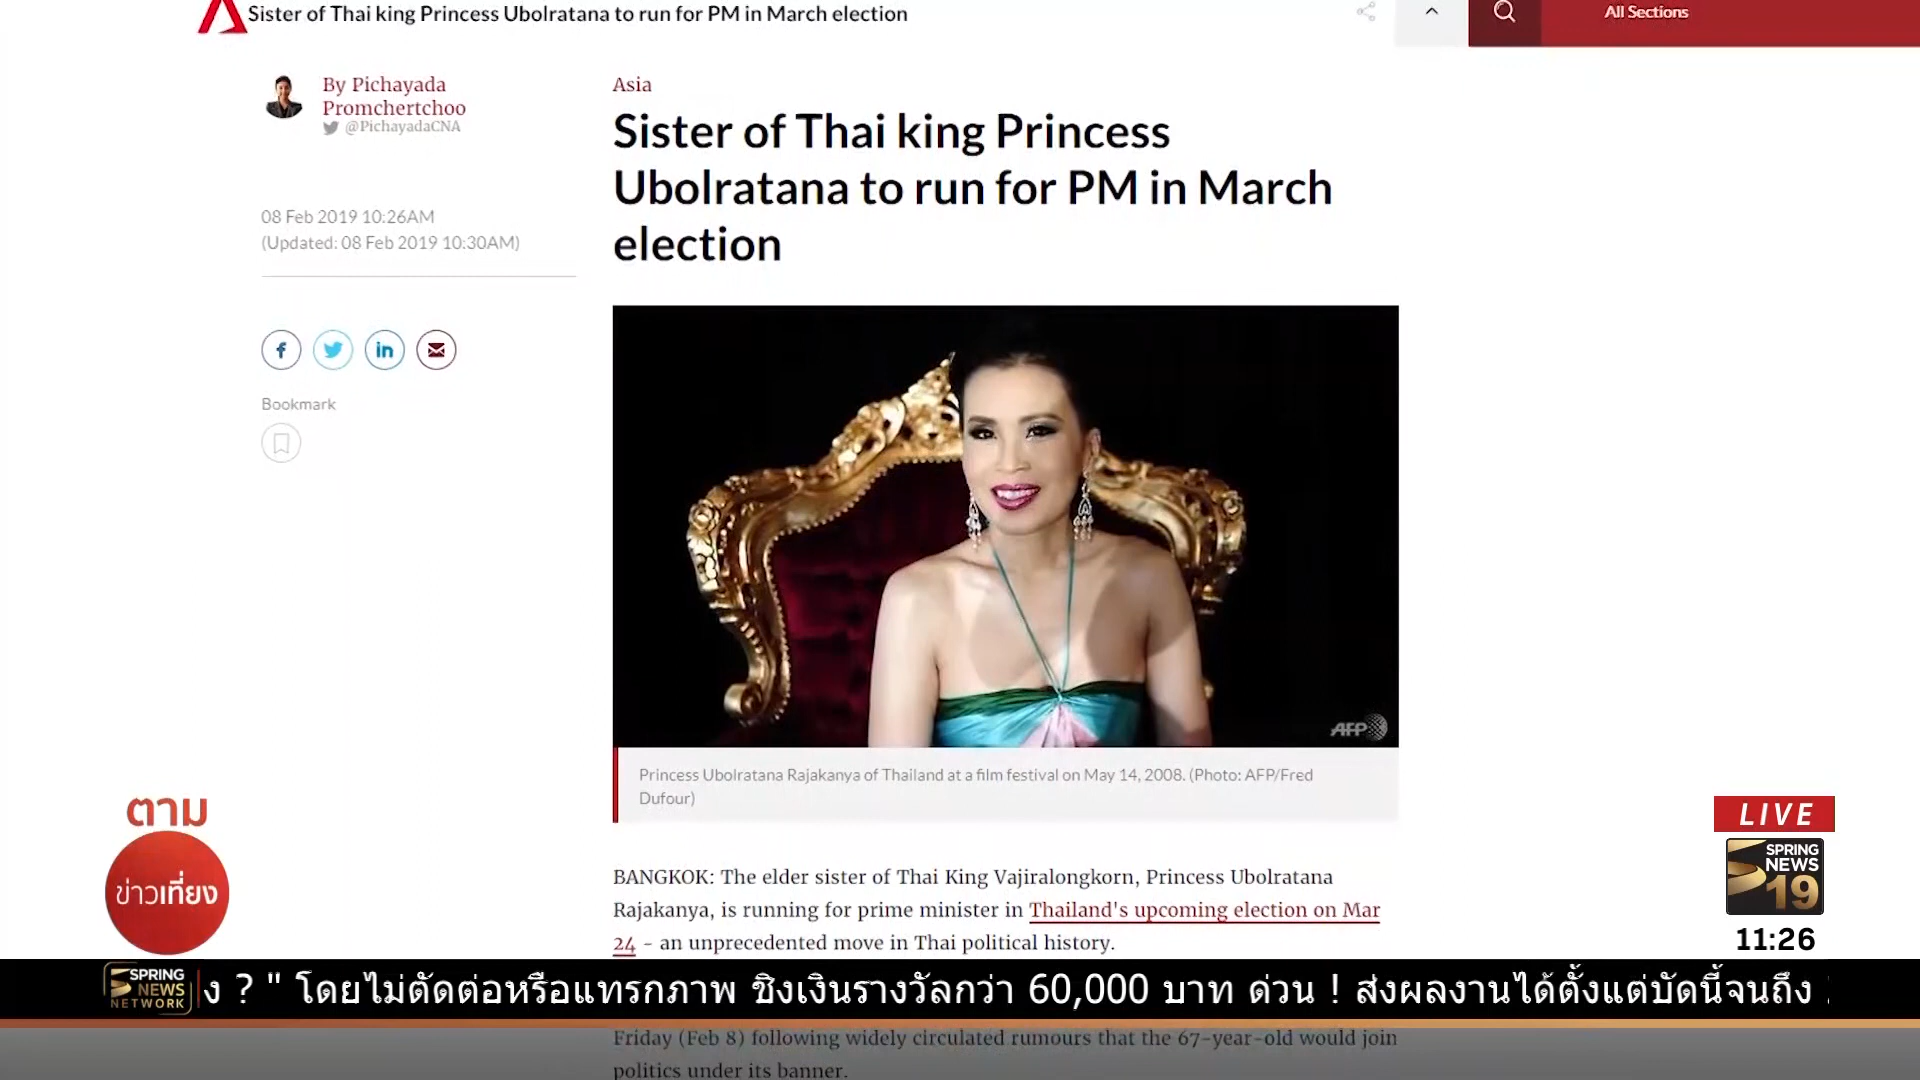 Sister of Thai king Princess Ubolratana to run for PM in March election
All Sections
By Pichayada
Promchertchoo
@PichayadaCNA
08 Feb 2019 10:26AM
(Updated: 08 Feb 2019 10:30AM)
Bookmark
Asia
Sister of Thai king Princess
Ubolratana to run for PM in March
election
AFP
Princess Ubolratana Rajakanya of Thailand at a film festival on May 14, 2008. (Photo: AFP/Fred
Dufour)
BANGKOK: The elder sister of Thai King Vajiralongkorn, Princess Ubolratana
Rajakanya, is running for prime minister in Thailand's upcoming election on Mar
24 - an unprecedented move in Thai political history.
ตาม
ข่าวเที่ยง
LIVE
SPRING
NEWS
19
11:26
SPRING
NEWS
NETWORK
ง ? " โดยไม่ตัดต่อหรือแทรกภาพ ชิงเงินรางวัลกว่า 60,000 บาท ด่วน ! ส่งผลงานได้ตั้งแต่บัดนี้จนถึง
Friday (Feb 8) following widely circulated rumours that the 67-year-old would join
politics under its banner.